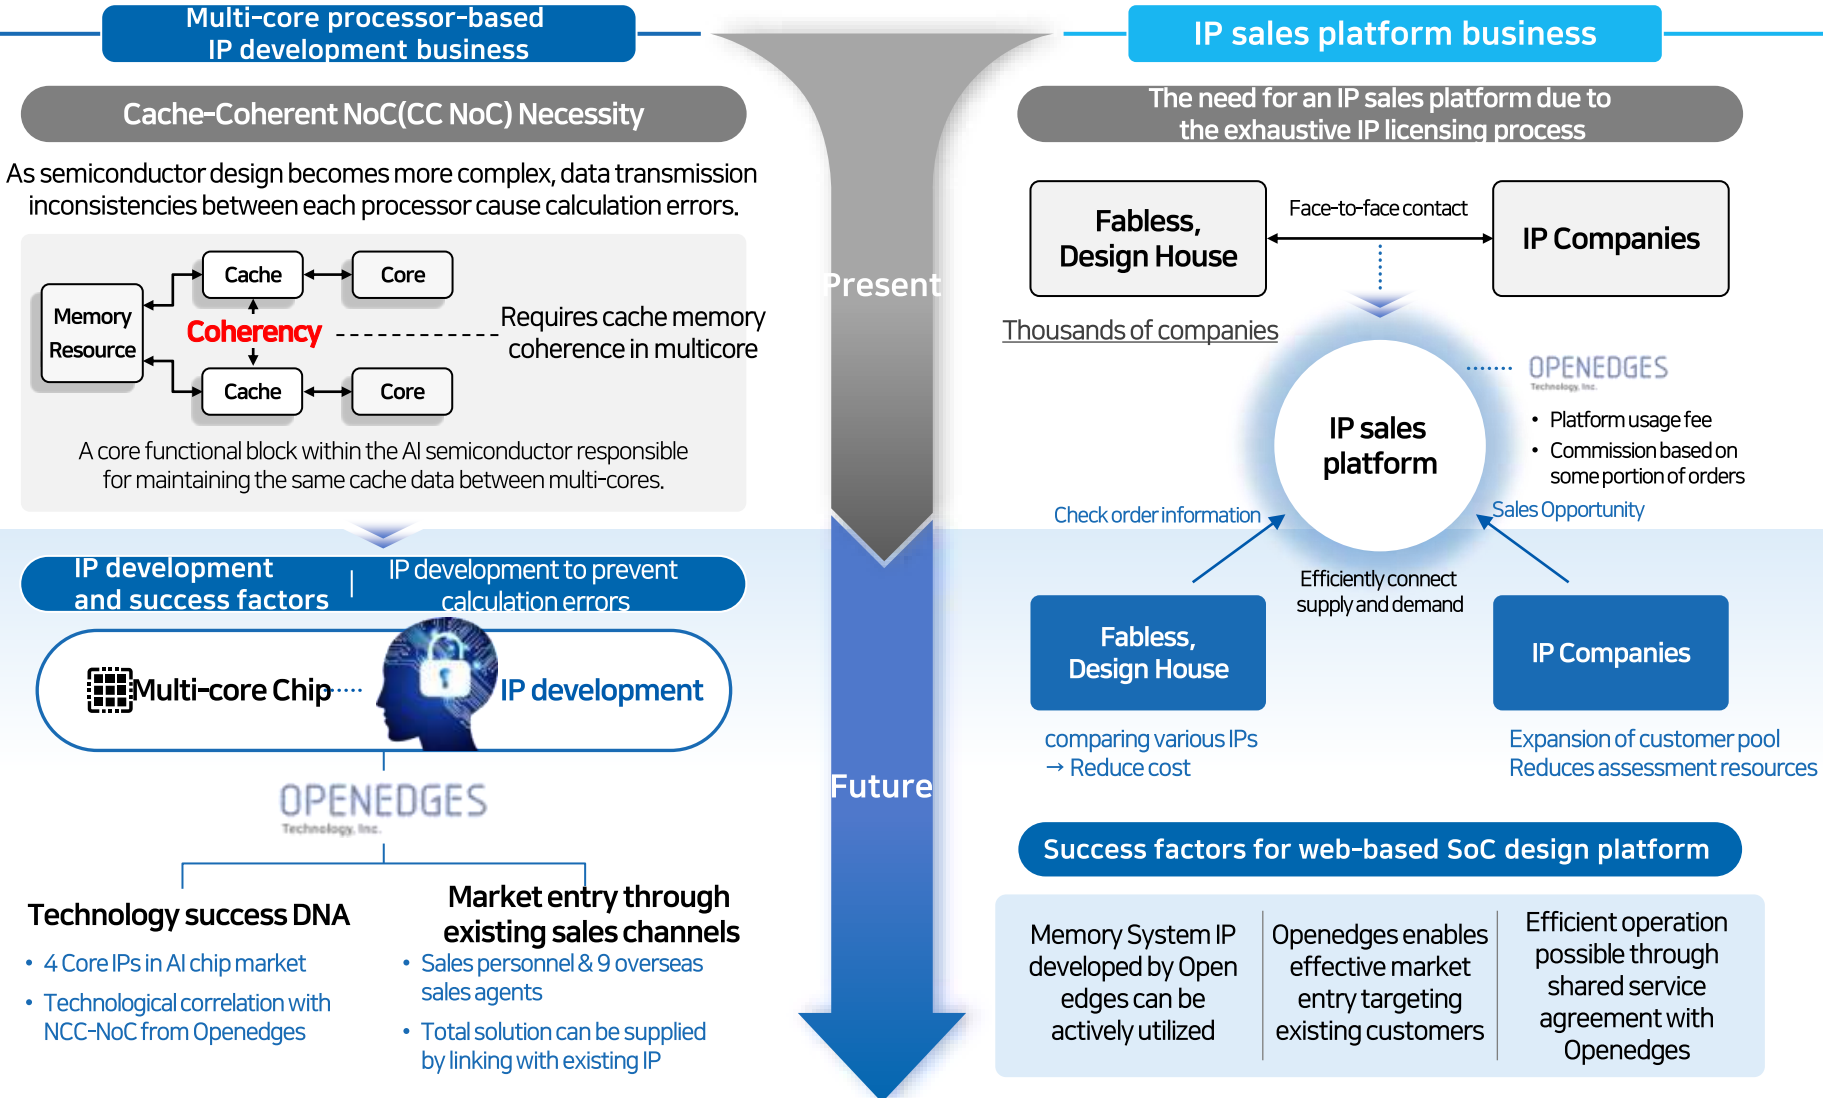 Multi-core processor-based
IP development business
Cache-Coherent NoC(CC NoC) Necessity
As semiconductor design becomes more complex, data transmission
inconsistencies between each processor cause calculation errors.
Memory
Resource
Cache
Core
Coherency
Cache
Core
Requires cache memory
coherence in multicore
A core functional block within the AI semiconductor responsible
for maintaining the same cache data between multi-cores.
IP development
and success factors
IP development to prevent
calculation errors
Multi-core Chip
IP development
OPENEDGES
Technology, Inc.
Technology success DNA
• 4 Core IPs in AI chip market
• Technological correlation with
NCC-NoC from Openedges
Market entry through
existing sales channels
• Sales personnel & 9 overseas
sales agents
• Total solution can be supplied
by linking with existing IP
Present
Future
IP sales platform business
The need for an IP sales platform due to
the exhaustive IP licensing process
Fabless,
Design House
Face-to-face contact
IP Companies
Thousands of companies
IP sales
platform
OPENEDGES
Technology, Inc.
• Platform usage fee
• Commission based on
some portion of orders
Check order information
Sales Opportunity
Efficiently connect
supply and demand
Fabless,
Design House
IP Companies
comparing various IPs
→ Reduce cost
Expansion of customer pool
Reduces assessment resources
Success factors for web-based SoC design platform
Memory System IP
developed by Open
edges can be
actively utilized
Openedges enables
effective market
entry targeting
existing customers
Efficient operation
possible through
shared service
agreement with
Openedges